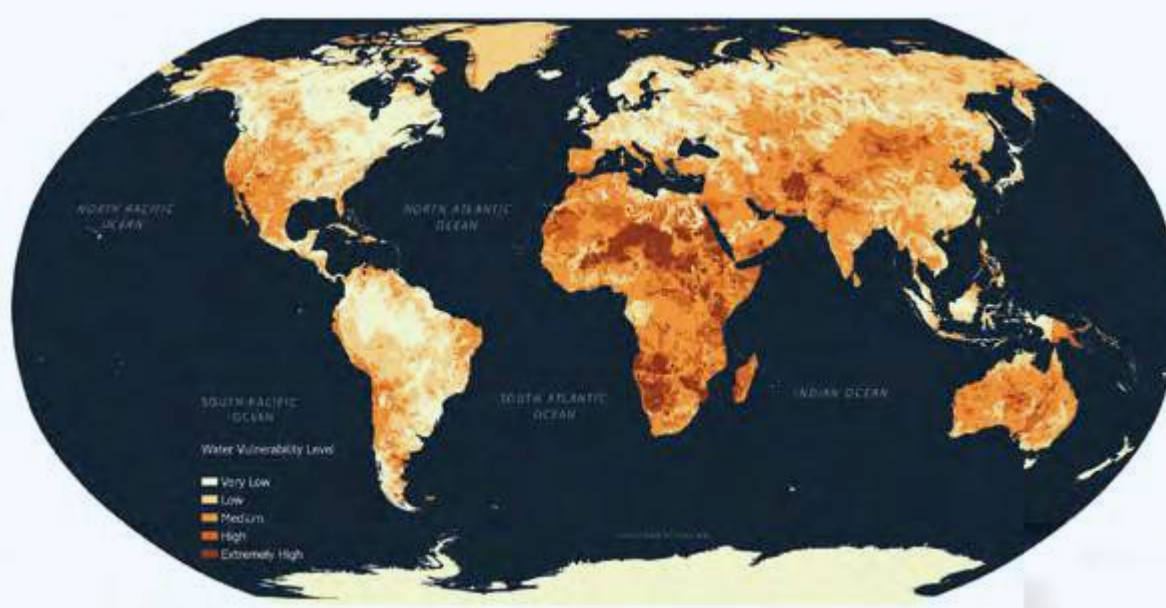 NORTH PACIFIC
OCEAN
NORTH ATLANTIC
OCEAN
SOUTH PACIFIC
OCEAN
SOUTH ATLANTIC
OCEAN
INDIAN OCEAN
Water Vulnerability Level
Very Low
Low
Medium
High
Extremely High